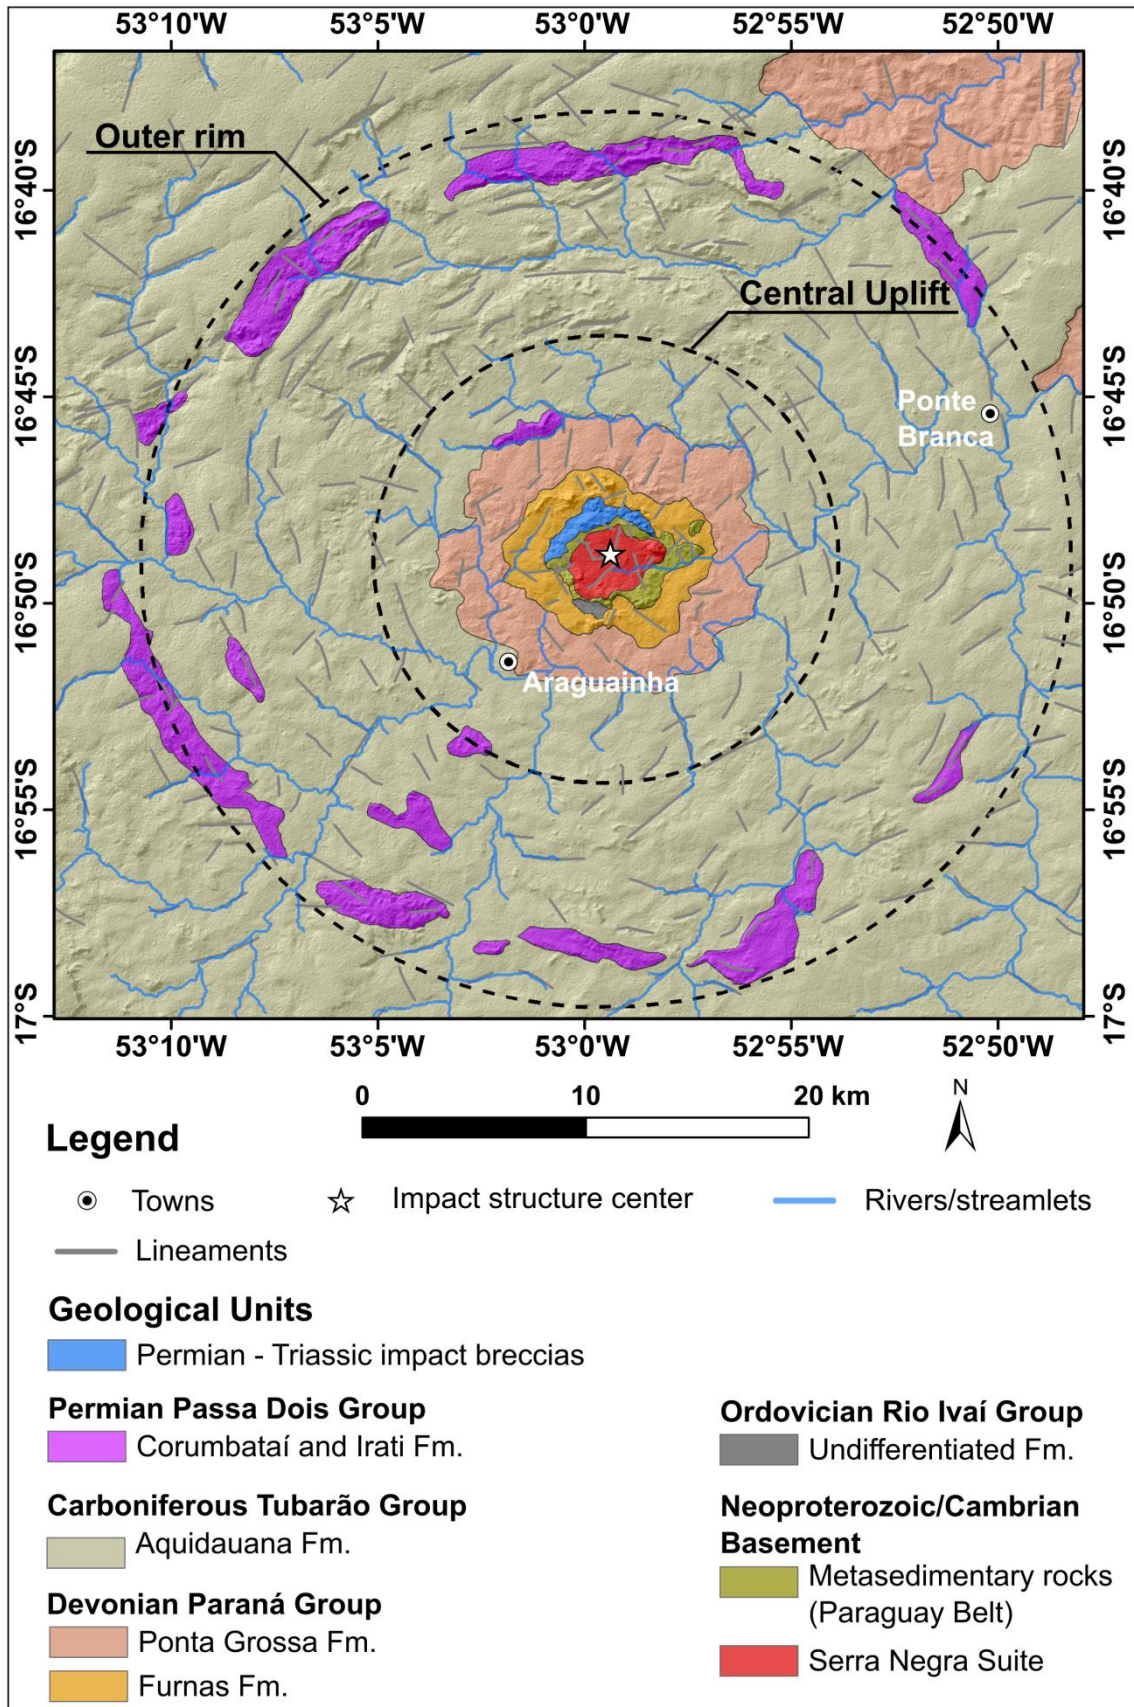 53°10'W 53°5'W 53°0'W 52°55'W 52°50'W
Outer rim
16°40'S
16°40'S
Central Uplift
16°45'S
16°45'S
Ponte
Branca
16°50'S
16°50'S
Araguainha
16°55'S
16°55'S
17°S
17°S
53°10'W 53°5'W 53°0'W 52°55'W 52°50'W
0 10 20 km
N
Legend
Towns
Impact structure center
Rivers/streamlets
Lineaments
Geological Units
Permian - Triassic impact breccias
Permian Passa Dois Group
Corumbataí and Irati Fm.
Carboniferous Tubarão Group
Aquidauana Fm.
Devonian Paraná Group
Ponta Grossa Fm.
Furnas Fm.
Ordovician Rio Ivaí Group
Undifferentiated Fm.
Neoproterozoic/Cambrian
Basement
Metasedimentary rocks
(Paraguay Belt)
Serra Negra Suite